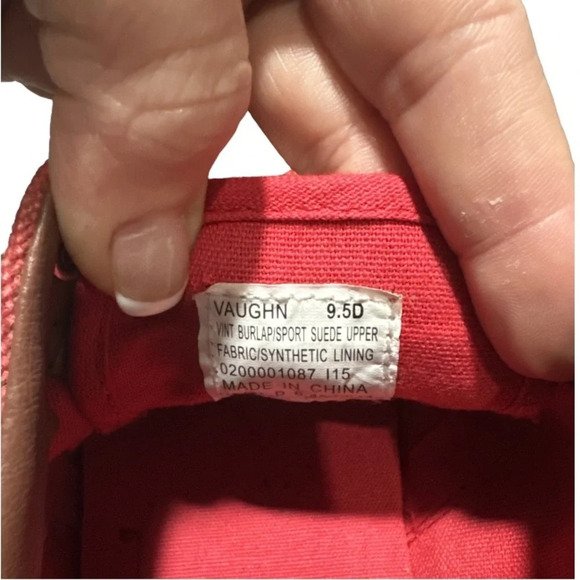 VAUGHN 9.5D
VINT BURLAP/SPORT SUEDE UPPER
FABRIC/SYNTHETIC LINING
0200001087 I15
MADE IN CHINA